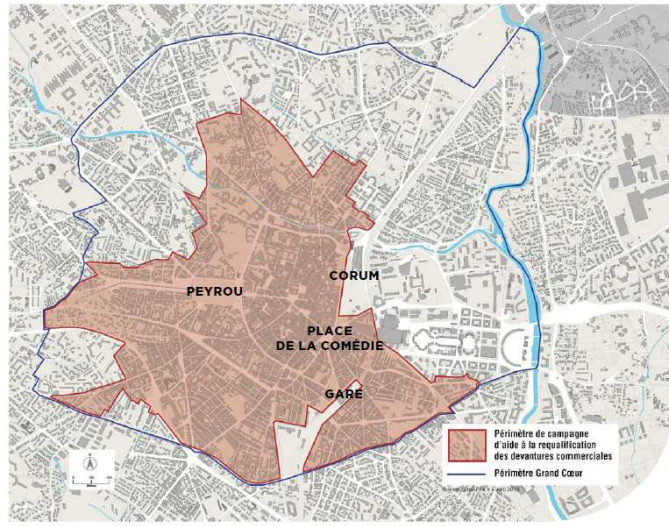 CORUM
PEYROU
PLACE
DE LA COMÉDIE
GARE
Périmètre de campagne
d'aide à la requalification
des devantures commerciales
Périmètre Grand Cœur